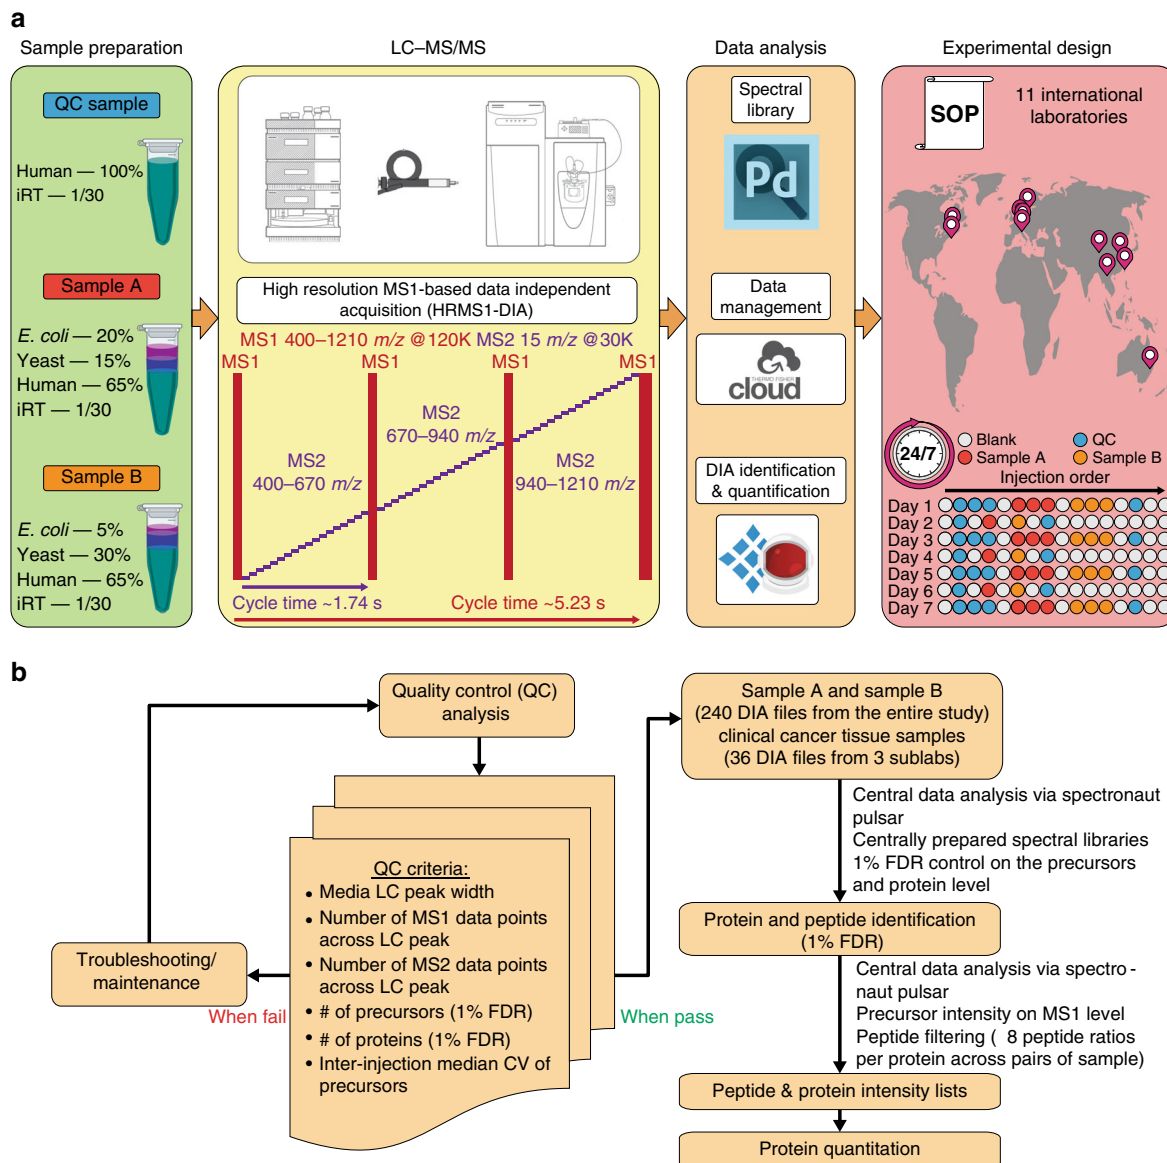 a
Sample preparation
LC–MS/MS
Data analysis
Experimental design
QC sample
Human — 100%
iRT — 1/30
Sample A
E. coli — 20%
Yeast — 15%
Human — 65%
iRT — 1/30
Sample B
E. coli — 5%
Yeast — 30%
Human — 65%
iRT — 1/30
High resolution MS1-based data independent
acquisition (HRMS1-DIA)
MS1 400–1210 m/z @120K MS2 15 m/z @30K
MS1
MS1
MS1
MS1
MS2
400–670 m/z
MS2
670–940 m/z
MS2
940–1210 m/z
Cycle time ~1.74 s
Cycle time ~5.23 s
Spectral
library
Pd
Data
management
THERMO FISHER
cloud
DIA identification
& quantification
SOP
11 international
laboratories
24/7
Blank
QC
Sample A
Sample B
Injection order
Day 1
Day 2
Day 3
Day 4
Day 5
Day 6
Day 7
b
Quality control (QC)
analysis
QC criteria:
• Media LC peak width
• Number of MS1 data points
across LC peak
• Number of MS2 data points
across LC peak
• # of precursors (1% FDR)
• # of proteins (1% FDR)
• Inter-injection median CV of
precursors
Troubleshooting/
maintenance
When fail
When pass
Sample A and sample B
(240 DIA files from the entire study)
clinical cancer tissue samples
(36 DIA files from 3 sublabs)
Central data analysis via spectronaut
pulsar
Centrally prepared spectral libraries
1% FDR control on the precursors
and protein level
Protein and peptide identification
(1% FDR)
Central data analysis via spectro -
naut pulsar
Precursor intensity on MS1 level
Peptide filtering ( 8 peptide ratios
per protein across pairs of sample)
Peptide & protein intensity lists
Protein quantitation